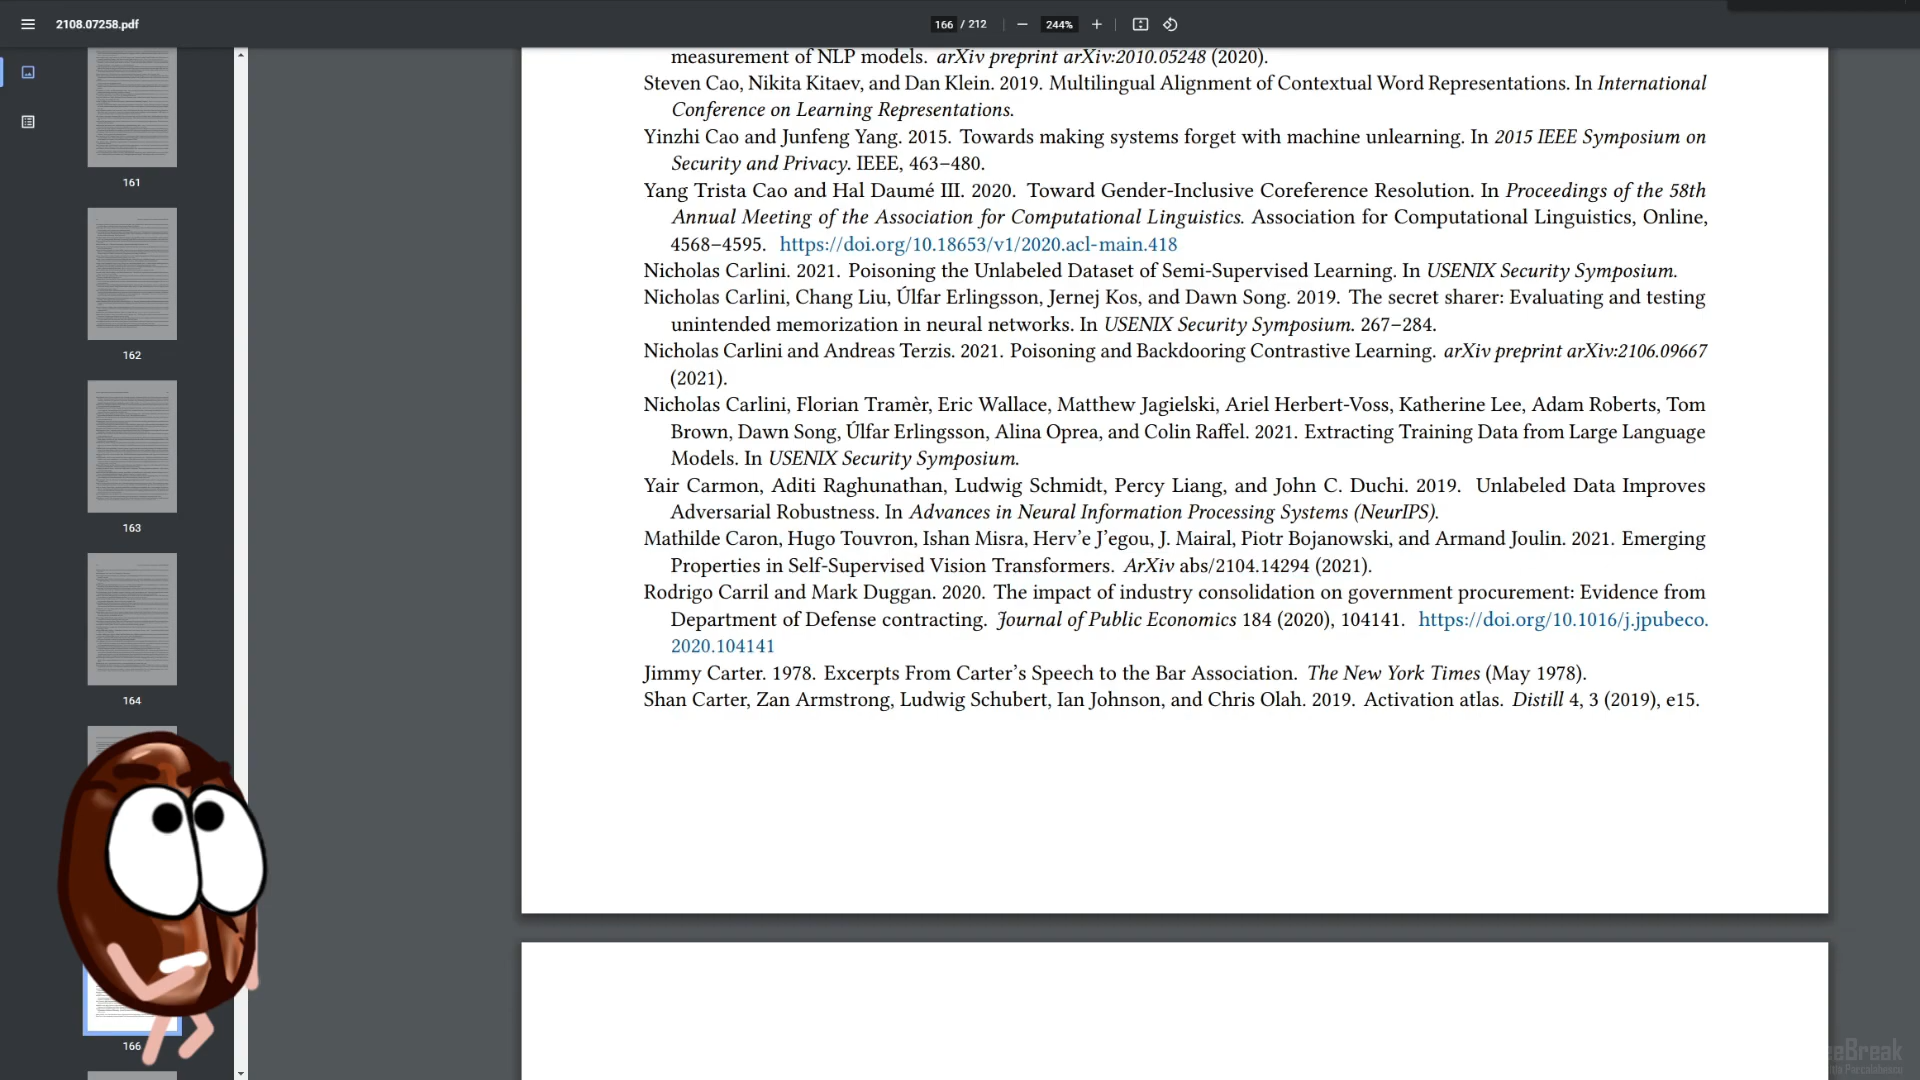 2108.07258.pdf
166 / 212
244%
161
162
163
164
166
measurement of NLP models. arXiv preprint arXiv:2010.05248 (2020).
Steven Cao, Nikita Kitaev, and Dan Klein. 2019. Multilingual Alignment of Contextual Word Representations. In International
Conference on Learning Representations.
Yinzhi Cao and Junfeng Yang. 2015. Towards making systems forget with machine unlearning. In 2015 IEEE Symposium on
Security and Privacy. IEEE, 463–480.
Yang Trista Cao and Hal Daumé III. 2020. Toward Gender-Inclusive Coreference Resolution. In Proceedings of the 58th
Annual Meeting of the Association for Computational Linguistics. Association for Computational Linguistics, Online,
4568–4595. https://doi.org/10.18653/v1/2020.acl-main.418
Nicholas Carlini. 2021. Poisoning the Unlabeled Dataset of Semi-Supervised Learning. In USENIX Security Symposium.
Nicholas Carlini, Chang Liu, Úlfar Erlingsson, Jernej Kos, and Dawn Song. 2019. The secret sharer: Evaluating and testing
unintended memorization in neural networks. In USENIX Security Symposium. 267–284.
Nicholas Carlini and Andreas Terzis. 2021. Poisoning and Backdooring Contrastive Learning. arXiv preprint arXiv:2106.09667
(2021).
Nicholas Carlini, Florian Tramèr, Eric Wallace, Matthew Jagielski, Ariel Herbert-Voss, Katherine Lee, Adam Roberts, Tom
Brown, Dawn Song, Úlfar Erlingsson, Alina Oprea, and Colin Raffel. 2021. Extracting Training Data from Large Language
Models. In USENIX Security Symposium.
Yair Carmon, Aditi Raghunathan, Ludwig Schmidt, Percy Liang, and John C. Duchi. 2019. Unlabeled Data Improves
Adversarial Robustness. In Advances in Neural Information Processing Systems (NeurIPS).
Mathilde Caron, Hugo Touvron, Ishan Misra, Herv'e J'egou, J. Mairal, Piotr Bojanowski, and Armand Joulin. 2021. Emerging
Properties in Self-Supervised Vision Transformers. ArXiv abs/2104.14294 (2021).
Rodrigo Carril and Mark Duggan. 2020. The impact of industry consolidation on government procurement: Evidence from
Department of Defense contracting. Journal of Public Economics 184 (2020), 104141. https://doi.org/10.1016/j.jpubeco.
2020.104141
Jimmy Carter. 1978. Excerpts From Carter's Speech to the Bar Association. The New York Times (May 1978).
Shan Carter, Zan Armstrong, Ludwig Schubert, Ian Johnson, and Chris Olah. 2019. Activation atlas. Distill 4, 3 (2019), e15.
eeBreak